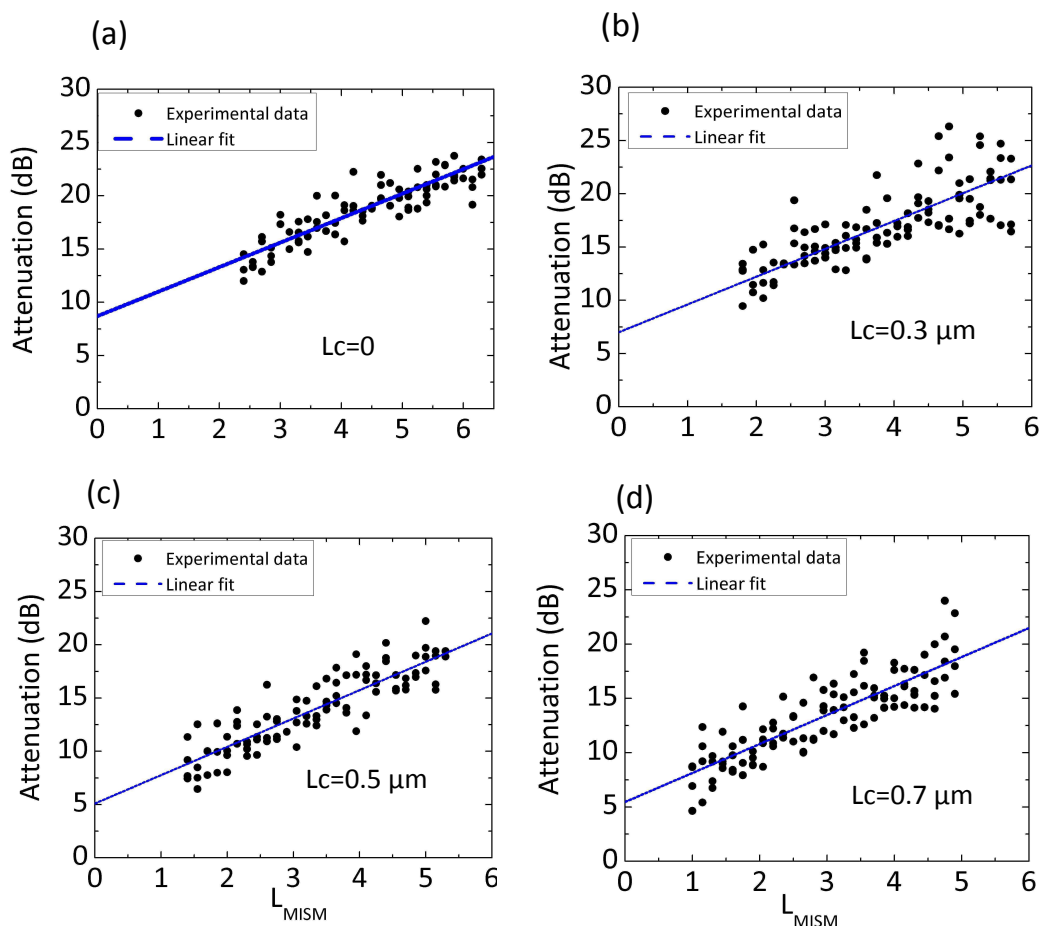 (a)
(b)
30
25
20
15
10
5
0
Attenuation (dB)
Experimental data
Linear fit
Lc=0
0 1 2 3 4 5 6
30
25
20
15
10
5
0
Attenuation (dB)
Experimental data
Linear fit
Lc=0.3 µm
0 1 2 3 4 5 6
(c)
(d)
30
25
20
15
10
5
0
Attenuation (dB)
Experimental data
Linear fit
Lc=0.5 µm
0 1 2 3 4 5 6
L_MISM
30
25
20
15
10
5
0
Attenuation (dB)
Experimental data
Linear fit
Lc=0.7 µm
0 1 2 3 4 5 6
L_MISM